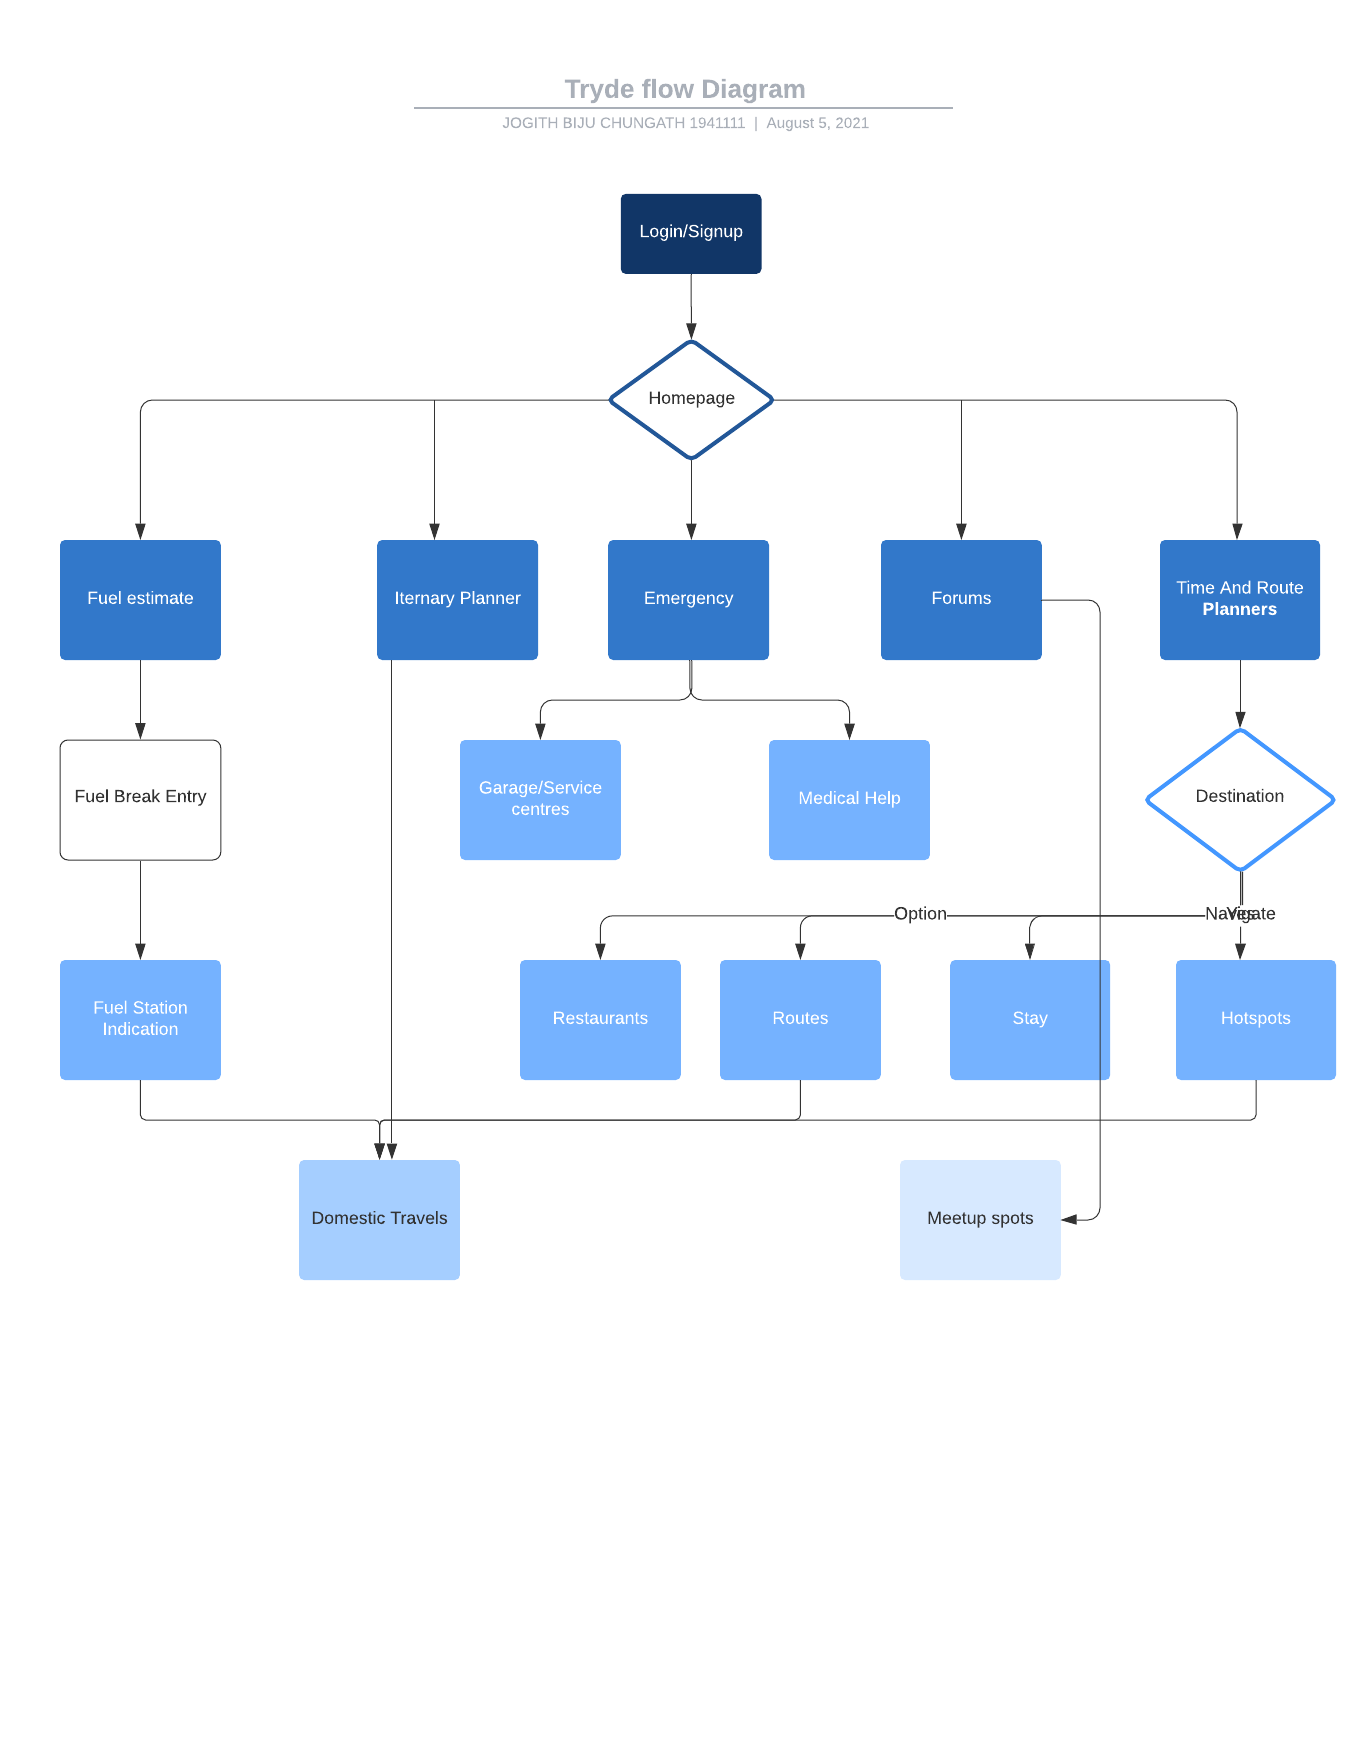 Tryde flow Diagram
JOGITH BIJU CHUNGATH 1941111 | August 5, 2021
Login/Signup
Homepage
Fuel estimate
Iternary Planner
Emergency
Forums
Time And Route
Planners
Fuel Break Entry
Garage/Service
centres
Medical Help
Destination
Option
Navigate
Yes
Fuel Station
Indication
Restaurants
Routes
Stay
Hotspots
Domestic Travels
Meetup spots